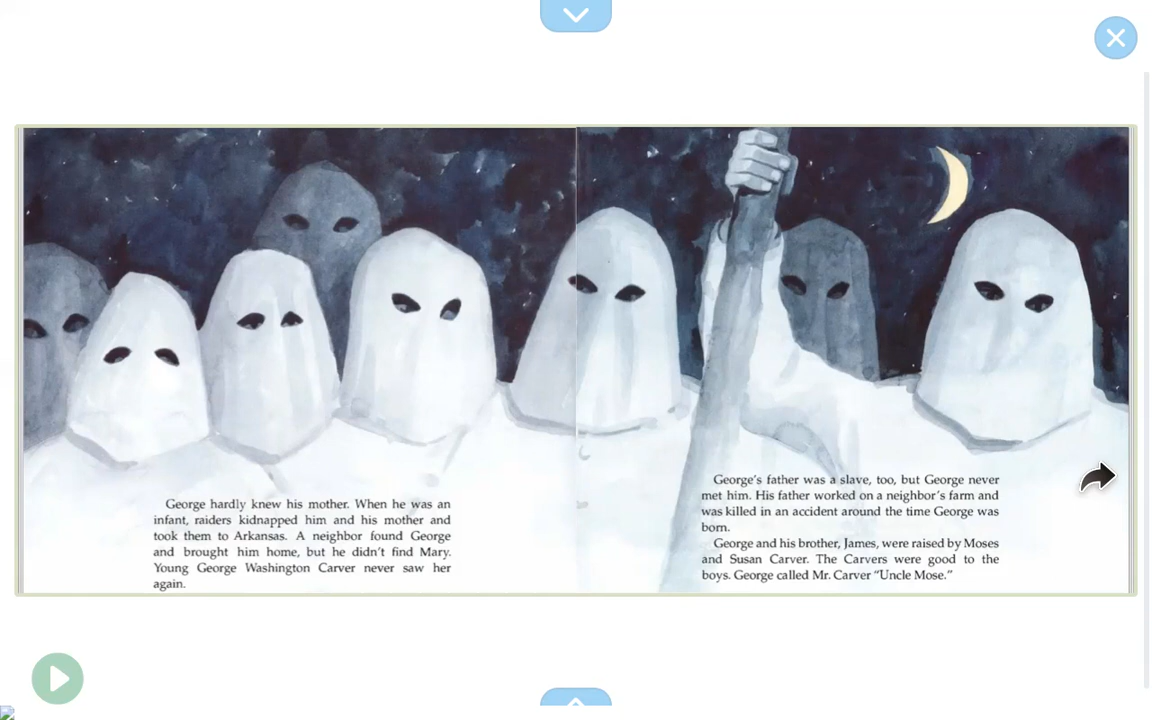 George hardly knew his mother. When he was an
infant, raiders kidnapped him and his mother and
took them to Arkansas. A neighbor found George
and brought him home, but he didn't find Mary.
Young George Washington Carver never saw her
again.
George's father was a slave, too, but George never
met him. His father worked on a neighbor's farm and
was killed in an accident around the time George was
born.
George and his brother, James, were raised by Moses
and Susan Carver. The Carvers were good to the
boys. George called Mr. Carver “Uncle Mose.”